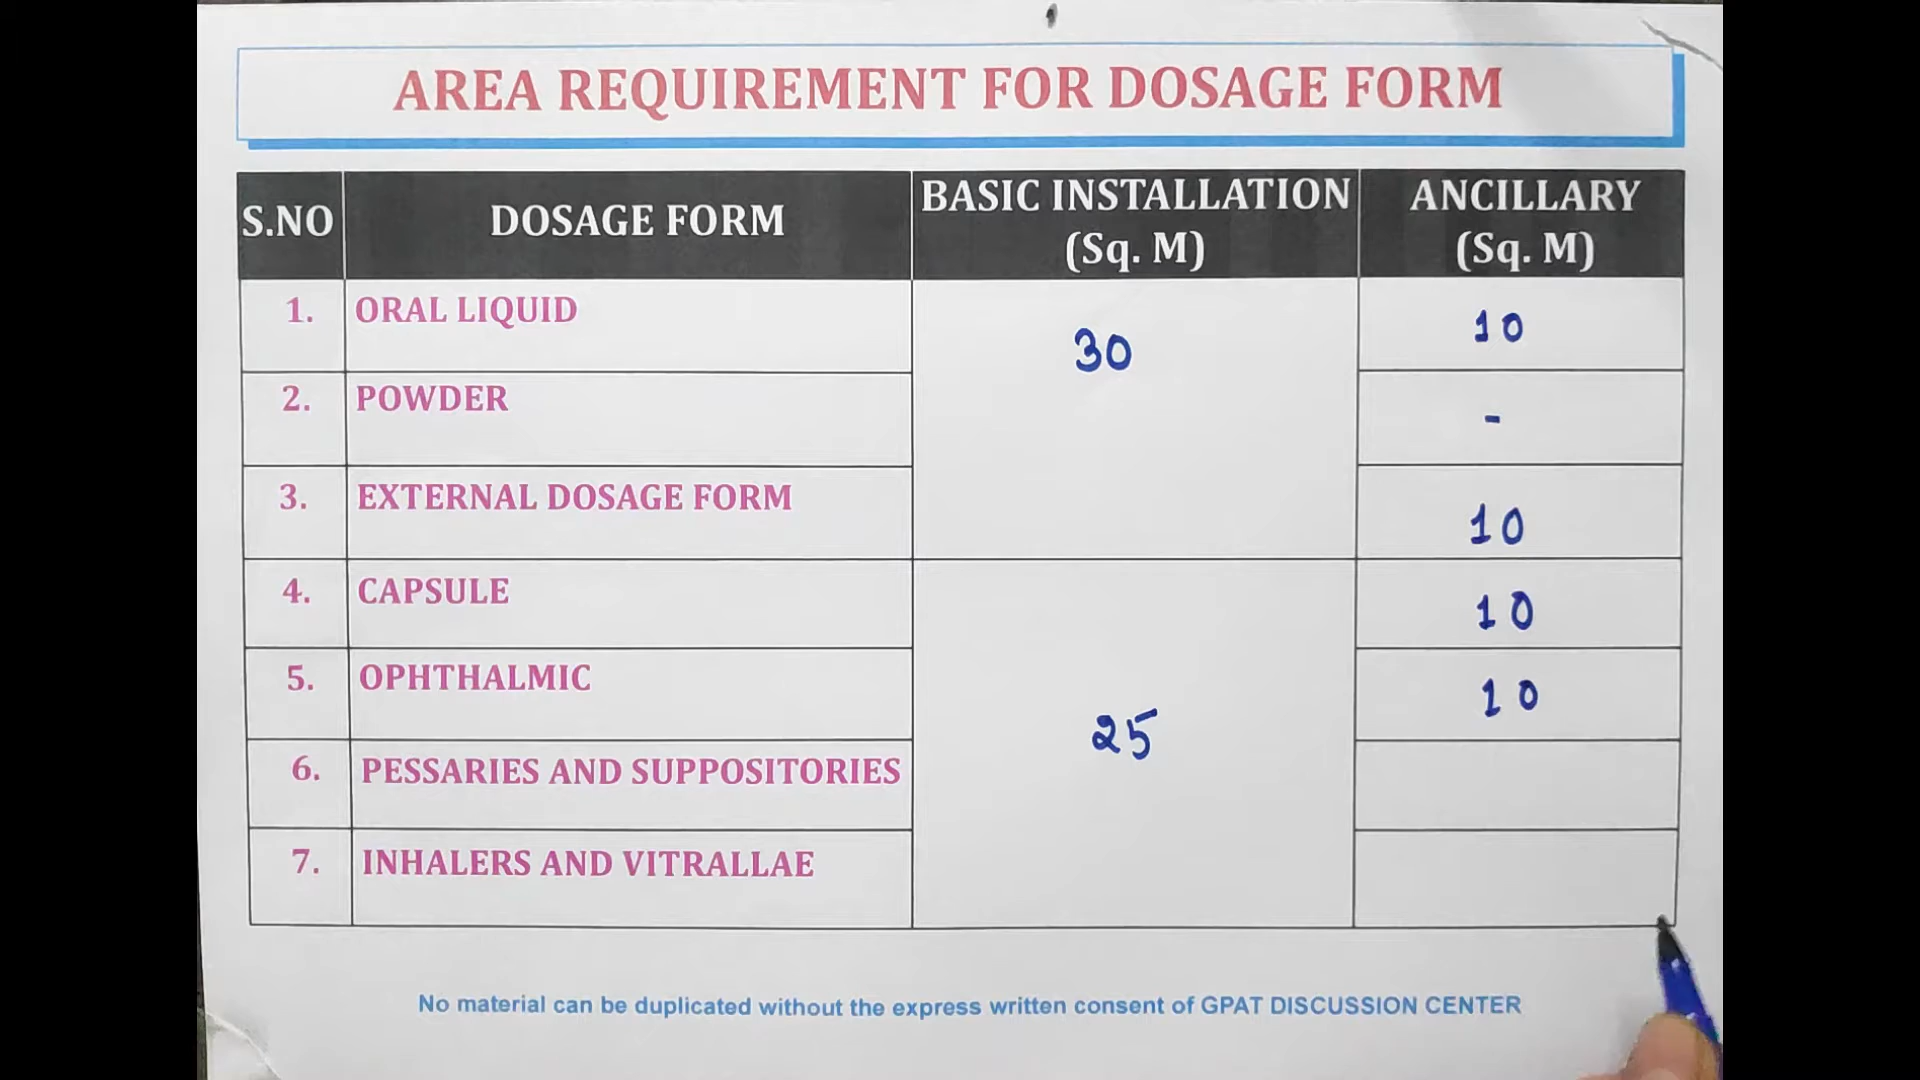 AREA REQUIREMENT FOR DOSAGE FORM
S.NO DOSAGE FORM BASIC INSTALLATION (Sq. M) ANCILLARY (Sq. M)
1. ORAL LIQUID 30 10
2. POWDER -
3. EXTERNAL DOSAGE FORM 10
4. CAPSULE 10
5. OPHTHALMIC 25 10
6. PESSARIES AND SUPPOSITORIES
7. INHALERS AND VITRALLAE
No material can be duplicated without the express written consent of GPAT DISCUSSION CENTER